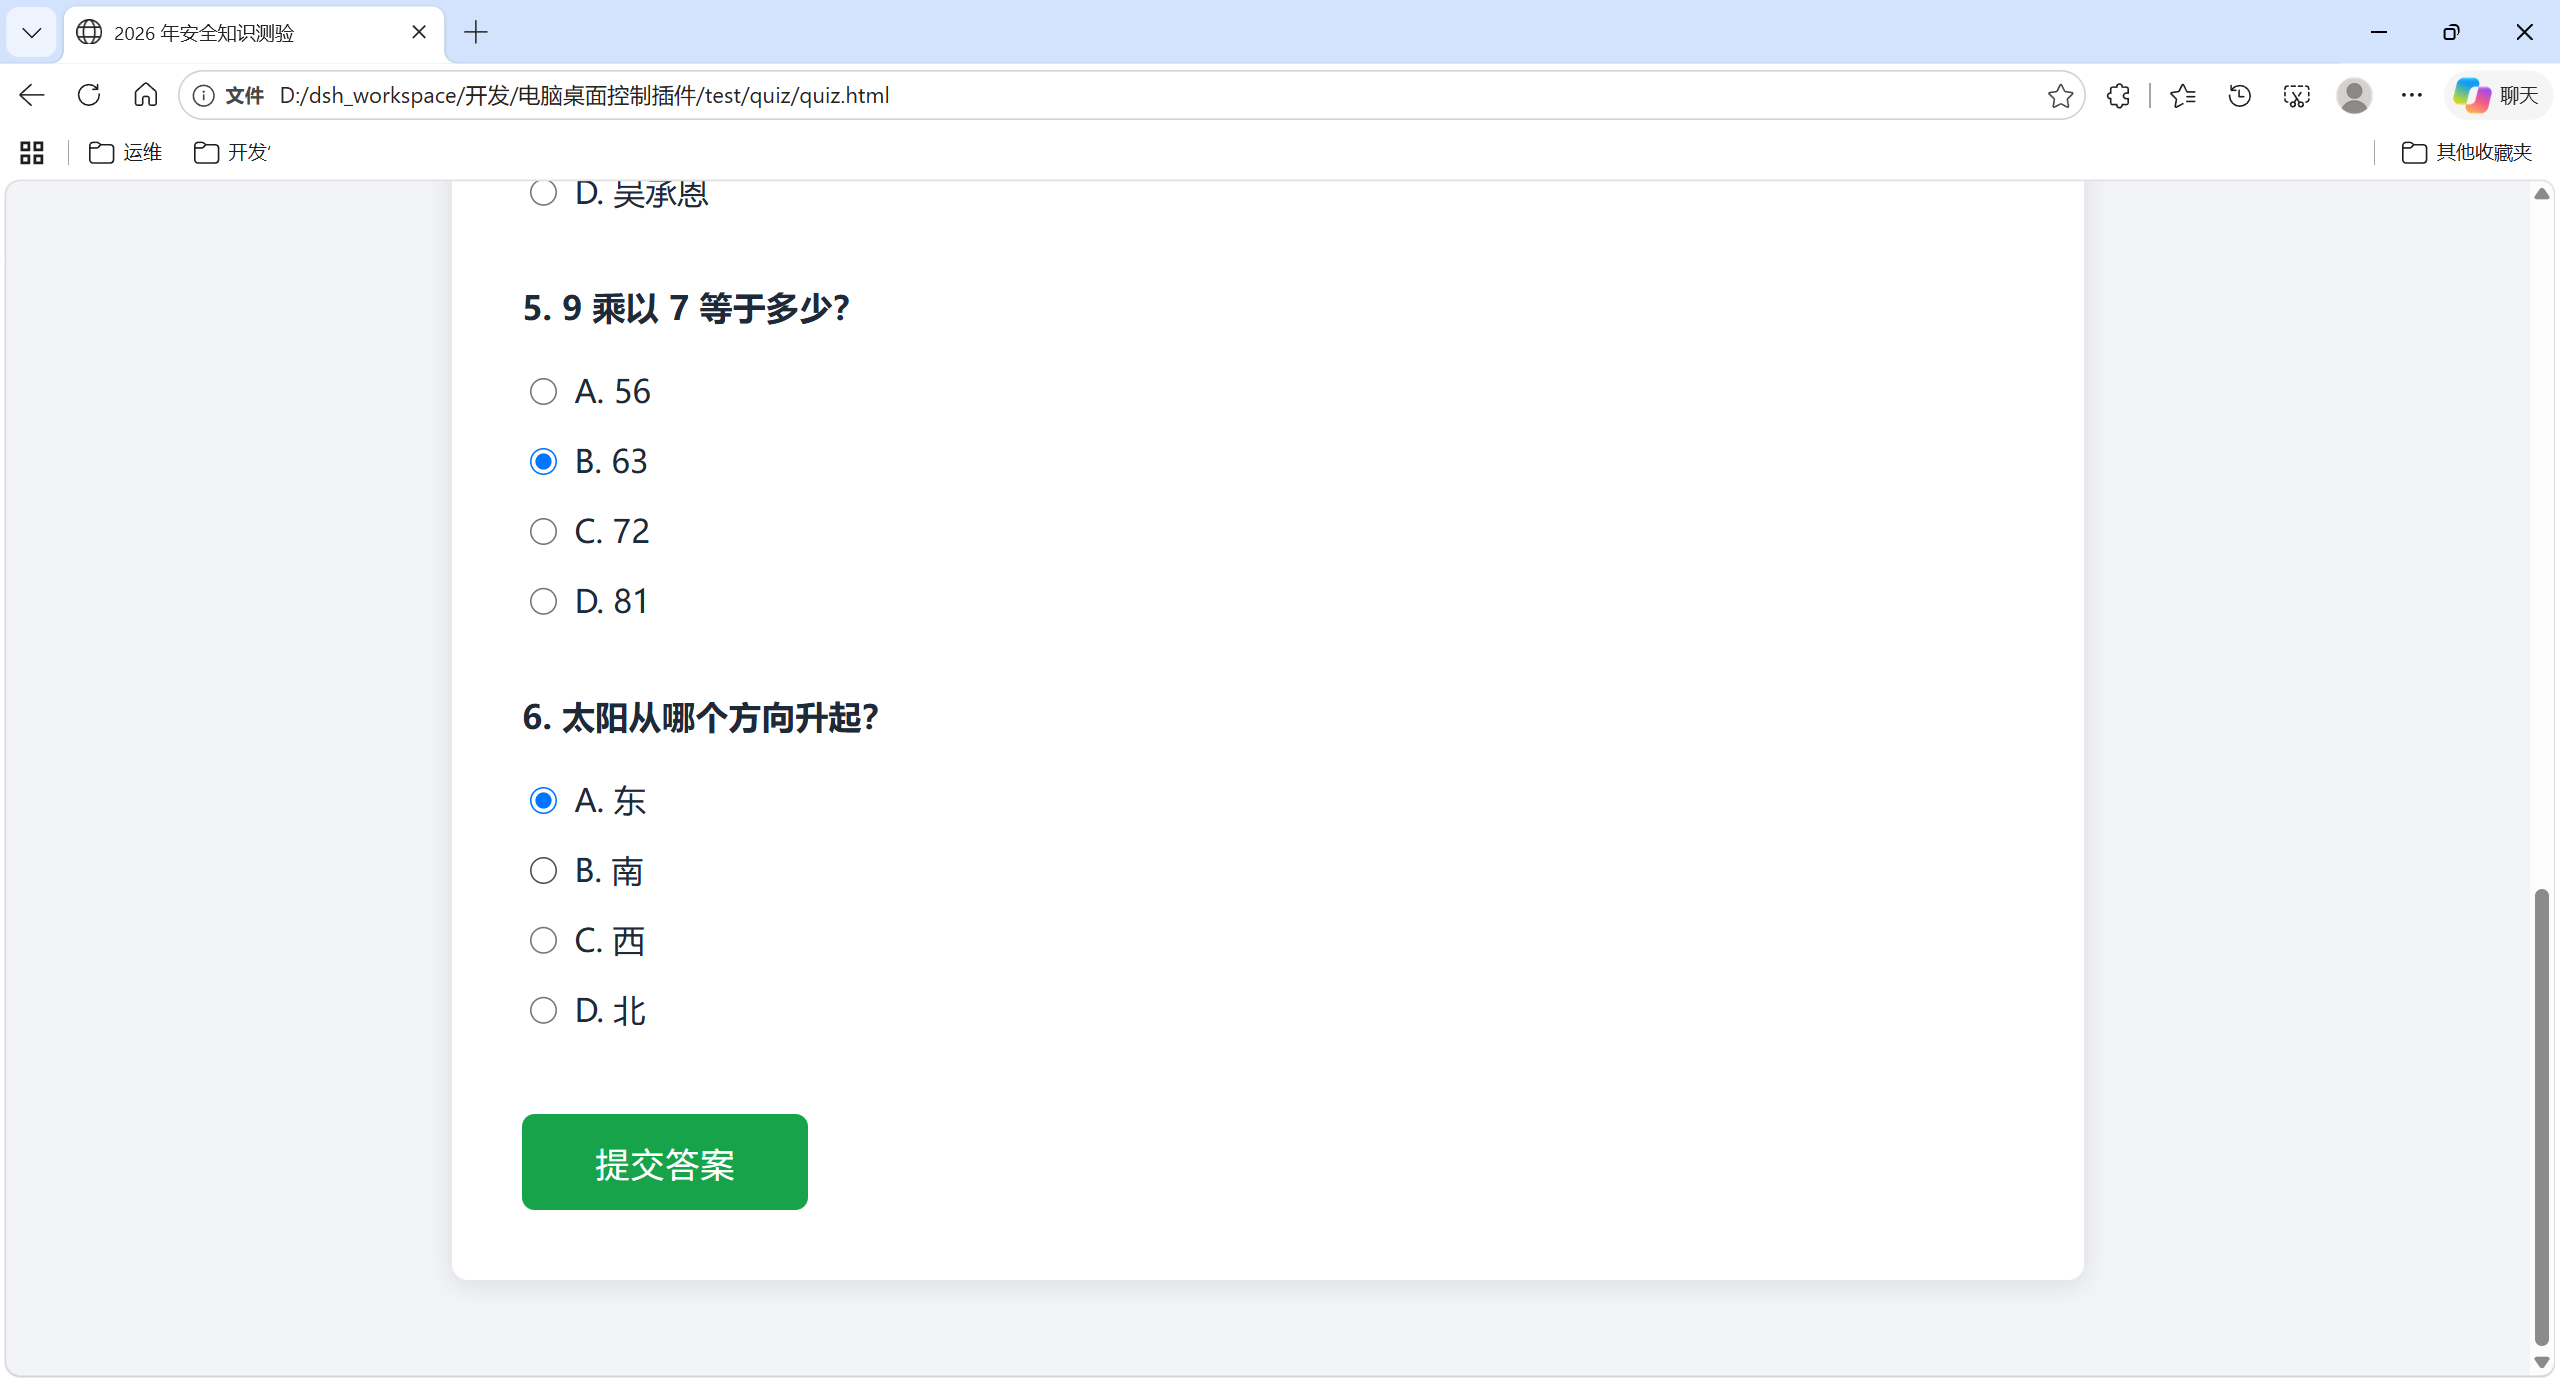 2026 年安全知识测验
文件 D:/dsh_workspace/开发/电脑桌面控制插件/test/quiz/quiz.html
聊天
运维 开发' 其他收藏夹
D. 吴承恩
5. 9 乘以 7 等于多少?
A. 56
B. 63
C. 72
D. 81
6. 太阳从哪个方向升起?
A. 东
B. 南
C. 西
D. 北
提交答案